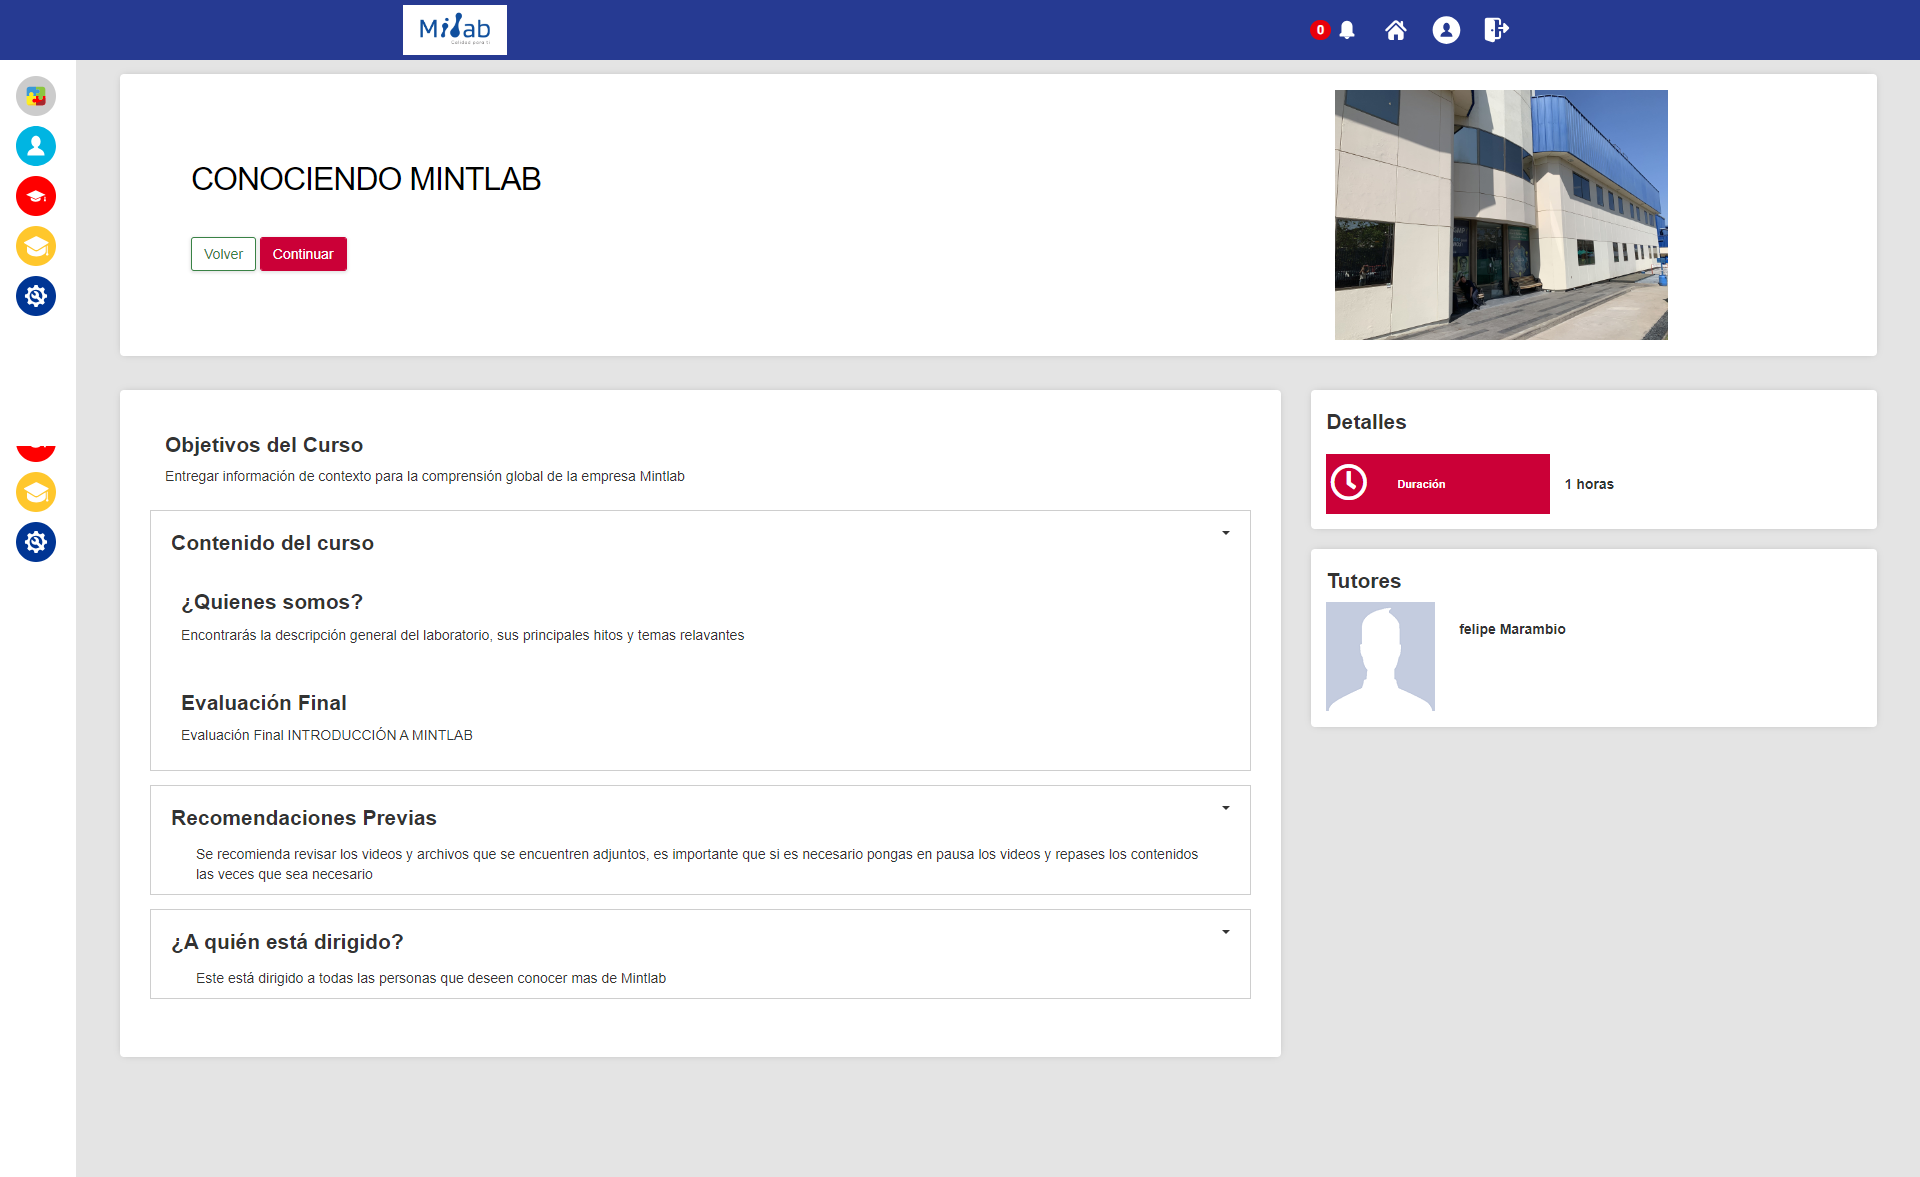 Milab
0
CONOCIENDO MINTLAB
Volver
Continuar
Objetivos del Curso
Entregar información de contexto para la comprensión global de la empresa Mintlab
Contenido del curso
¿Quienes somos?
Encontrarás la descripción general del laboratorio, sus principales hitos y temas relavantes
Evaluación Final
Evaluación Final INTRODUCCIÓN A MINTLAB
Recomendaciones Previas
Se recomienda revisar los videos y archivos que se encuentren adjuntos, es importante que si es necesario pongas en pausa los videos y repases los contenidos
las veces que sea necesario
¿A quién está dirigido?
Este está dirigido a todas las personas que deseen conocer mas de Mintlab
Detalles
Duración
1 horas
Tutores
felipe Marambio